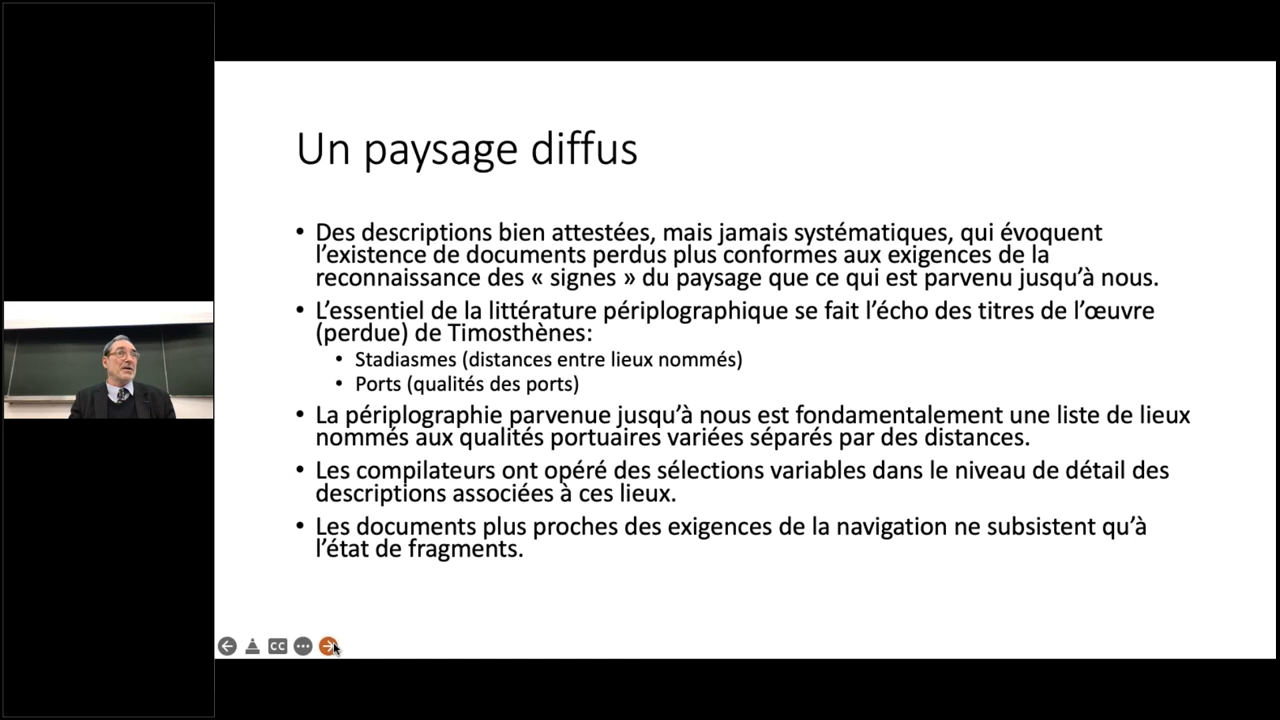 Un paysage diffus
• Des descriptions bien attestées, mais jamais systématiques, qui évoquent
l’existence de documents perdus plus conformes aux exigences de la
reconnaissance des « signes » du paysage que ce qui est parvenu jusqu’à nous.
• L’essentiel de la littérature périplographique se fait l’écho des titres de l’œuvre
(perdue) de Timosthènes:
• Stadiasmes (distances entre lieux nommés)
• Ports (qualités des ports)
• La périplographie parvenue jusqu’à nous est fondamentalement une liste de lieux
nommés aux qualités portuaires variées séparés par des distances.
• Les compilateurs ont opéré des sélections variables dans le niveau de détail des
descriptions associées à ces lieux.
• Les documents plus proches des exigences de la navigation ne subsistent qu’à
l’état de fragments.
CC